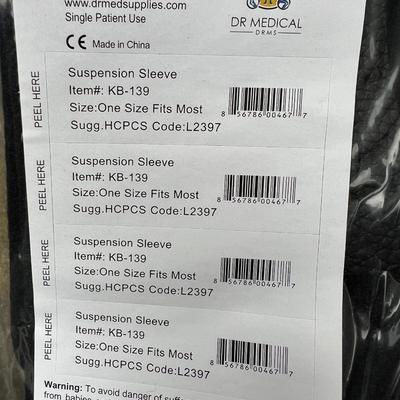 www.drmedsupplies.com
Single Patient Use
DR MEDICAL
DRMS
CE Made in China
PEEL HERE
Suspension Sleeve
Item#: KB-139
Size:One Size Fits Most
Sugg.HCPCS Code:L2397
8 56786 00467 7
PEEL HERE
Suspension Sleeve
Item#: KB-139
Size:One Size Fits Most
Sugg.HCPCS Code:L2397
8 56786 00467 7
PEEL HERE
Suspension Sleeve
Item#: KB-139
Size:One Size Fits Most
Sugg.HCPCS Code:L2397
8 56786 00467 7
PEEL HERE
Suspension Sleeve
Item#: KB-139
Size:One Size Fits Most
Sugg.HCPCS Code:L2397
8 56786 00467 7
Warning: To avoid danger of
from babies